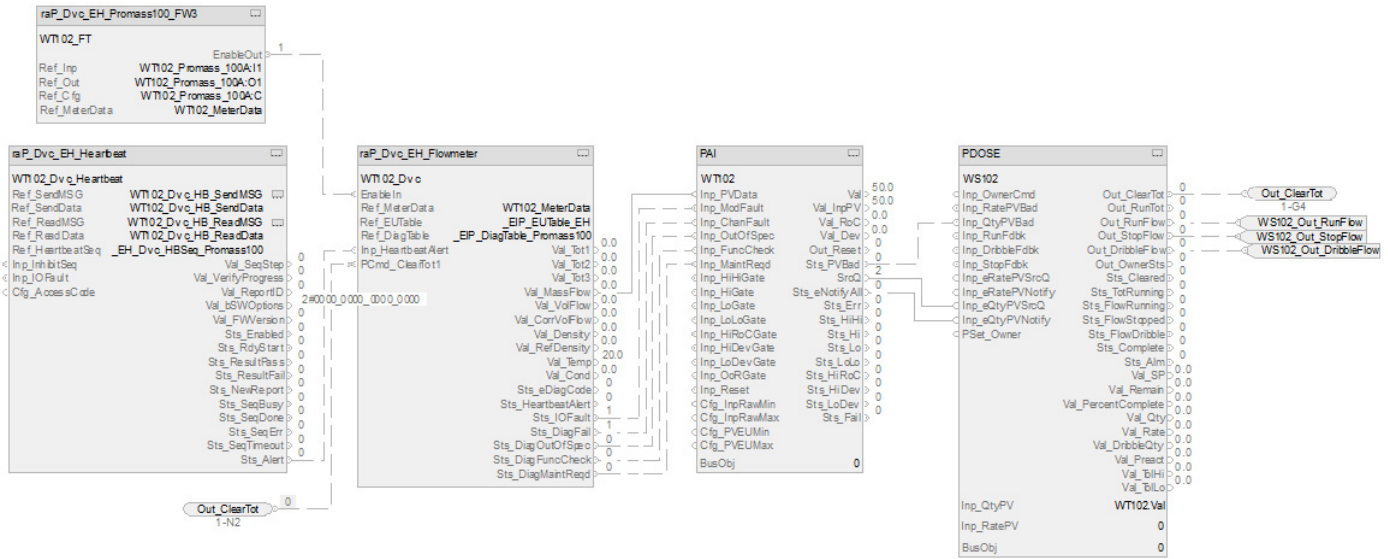 raP_Dvc_EH_Promass100_FW3
WT102_FT
EnableOut 1
Ref_Inp WT102_Promass_100A:I1
Ref_Out WT102_Promass_100A:O1
Ref_Cfg WT102_Promass_100A:C
Ref_MeterData WT102_MeterData
raP_Dvc_EH_Heartbeat
WT102_Dvc_Heartbeat
Ref_SendMSG WT102_Dvc_HB_SendMSG
Ref_SendData WT102_Dvc_HB_SendData
Ref_ReadMSG WT102_Dvc_HB_ReadMSG
Ref_ReadData WT102_Dvc_HB_ReadData
Ref_HeartbeatSeq _EH_Dvc_HBSeq_Promass100
Inp_InhibitSeq Val_SeqStep 0
Inp_IOFault Val_VerifyProgress 0
Cfg_AccessCode Val_ReportID 0
Val_bSWOptions 2#0000_0000_0000_0000
Val_FWVersion 0
Sts_Enabled 0
Sts_RdyStart 0
Sts_ResultPass 0
Sts_ResultFail 0
Sts_NewReport 0
Sts_SeqBusy 0
Sts_SeqDone 0
Sts_SeqErr 0
Sts_SeqTimeout 0
Sts_Alert 0
Out_ClearTot 0
1-N2
raP_Dvc_EH_Flowmeter
WT102_Dvc
EnableIn
Ref_MeterData WT102_MeterData
Ref_EUTable _EIP_EUTable_EH
Ref_DiagTable _EIP_DiagTable_Promass100
Inp_HeartbeatAlert Val_Tot1 0.0
PCmd_ClearTot1 Val_Tot2 0.0
Val_Tot3 0.0
Val_MassFlow 0.0
Val_VolFlow 0.0
Val_CorrVolFlow 0.0
Val_Density 0.0
Val_RefDensity 0.0
Val_Temp 20.0
Val_Cond 0.0
Sts_eDiagCode 0
Sts_HeartbeatAlert 0
Sts_IOFault 1
Sts_DiagFail 1
Sts_DiagOutOfSpec 0
Sts_DiagFuncCheck 0
Sts_DiagMaintReqd 0
PAI
WT102
Inp_PVData Val 50.0
Inp_ModFault Val_InpPV 50.0
Inp_ChanFault Val_RoC 0.0
Inp_OutOfSpec Val_Dev 0.0
Inp_FuncCheck Out_Reset 0
Inp_MaintReqd Sts_PVBad 0
Inp_HiHiGate SrcQ 2
Inp_HiGate Sts_eNotifyAll 0
Inp_LoGate Sts_Err 0
Inp_LoLoGate Sts_HiHi 0
Inp_HiRoCGate Sts_Hi 0
Inp_HiDevGate Sts_Lo 0
Inp_LoDevGate Sts_LoLo 0
Inp_OoRGate Sts_HiRoC 0
Inp_Reset Sts_HiDev 0
Cfg_InpRawMin Sts_LoDev 0
Cfg_InpRawMax Sts_Fail 0
Cfg_PVEUMin
Cfg_PVEUMax
BusObj 0
PDOSE
WS102
Inp_OwnerCmd Out_ClearTot 0
Inp_RatePVBad Out_RunTot 0
Inp_QtyPVBad Out_RunFlow 0
Inp_RunFdbk Out_StopFlow 0
Inp_DribbleFdbk Out_DribbleFlow 0
Inp_StopFdbk Out_OwnerSts 0
Inp_eRatePVSrcQ Sts_Cleared 0
Inp_eRatePVNotify Sts_TotRunning 0
Inp_eQtyPVSrcQ Sts_FlowRunning 0
Inp_eQtyPVNotify Sts_FlowStopped 0
PSet_Owner Sts_FlowDribble 0
Sts_Complete 0
Sts_Alm 0
Val_SP 0.0
Val_Remain 0.0
Val_PercentComplete 0.0
Val_Qty 0.0
Val_Rate 0.0
Val_DribbleQty 0.0
Val_Preact 0.0
Val_TolHi 0.0
Val_TolLo 0.0
Inp_QtyPV WT102.Val
Inp_RatePV 0
BusObj 0
Out_ClearTot
1-G4
WS102_Out_RunFlow
WS102_Out_StopFlow
WS102_Out_DribbleFlow